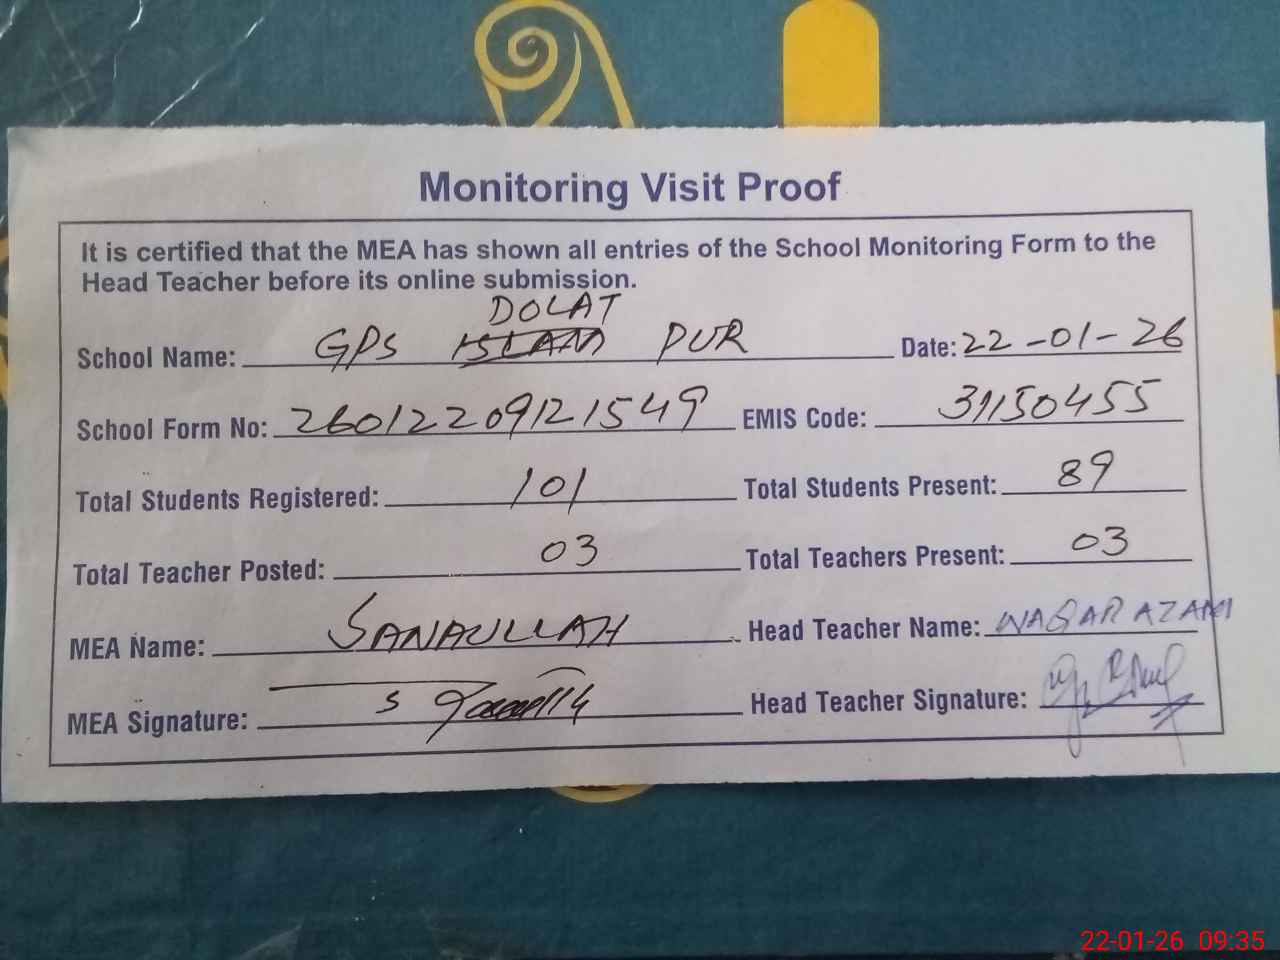 Monitoring Visit Proof
It is certified that the MEA has shown all entries of the School Monitoring Form to the
Head Teacher before its online submission.
DOLAT
School Name: GPS ISLAM PUR Date: 22-01-26
School Form No: 26012209121549 EMIS Code: 31150455
Total Students Registered: 101 Total Students Present: 89
Total Teacher Posted: 03 Total Teachers Present: 03
MEA Name: SANAULLAH Head Teacher Name: WAQAR AZAM
MEA Signature: Head Teacher Signature:
22-01-26 09:35